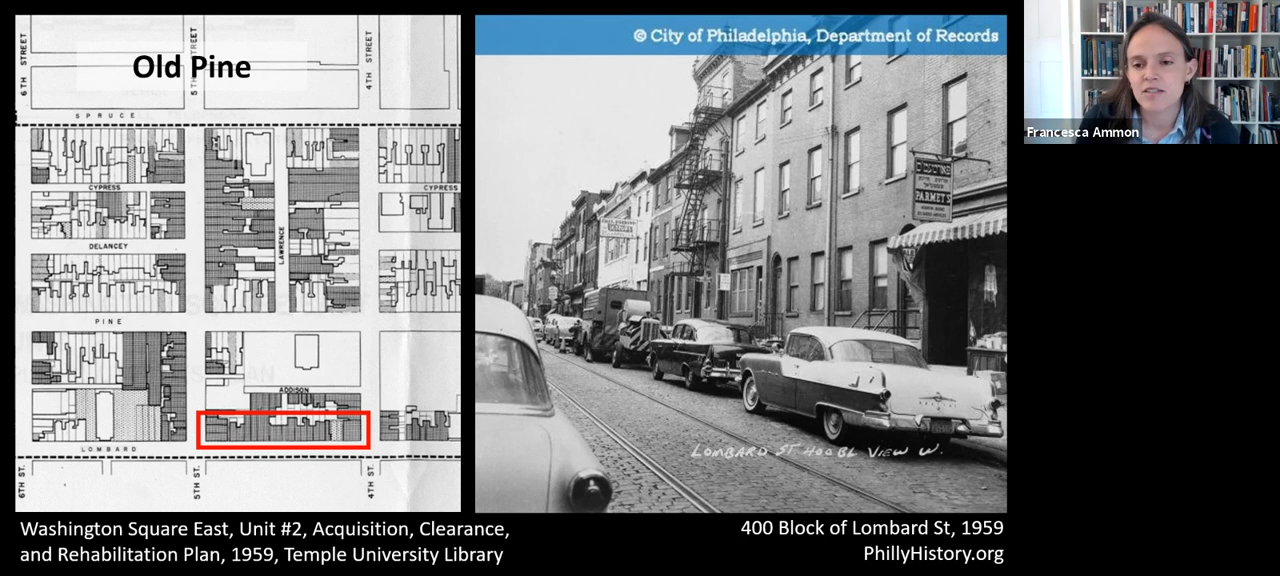 Old Pine
6TH STREET
5TH STREET
4TH STREET
SPRUCE
CYPRESS
CYPRESS
DELANCEY
LAWRENCE
PINE
ADDISON
LOMBARD
6TH ST.
5TH ST.
4TH ST.
Washington Square East, Unit #2, Acquisition, Clearance,
and Rehabilitation Plan, 1959, Temple University Library
© City of Philadelphia, Department of Records
PARMET'S
LOMBARD ST 400 BL VIEW W.
400 Block of Lombard St, 1959
PhillyHistory.org
Francesca Ammon